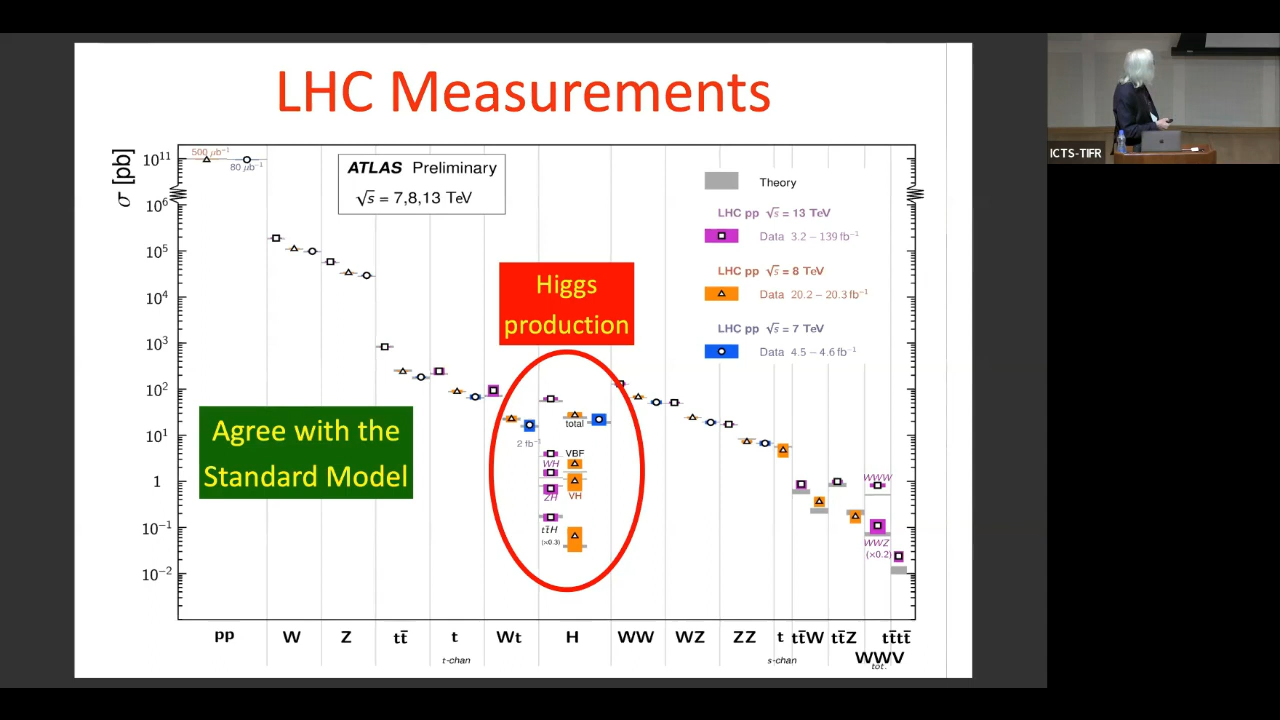 LHC Measurements
σ [pb]
10¹¹
10⁶
10⁵
10⁴
10³
10²
10¹
1
10⁻¹
10⁻²
500 μb⁻¹
80 μb⁻¹
ATLAS Preliminary
√s = 7,8,13 TeV
Theory
LHC pp √s = 13 TeV
Data 3.2 – 139 fb⁻¹
LHC pp √s = 8 TeV
Data 20.2 – 20.3 fb⁻¹
LHC pp √s = 7 TeV
Data 4.5 – 4.6 fb⁻¹
Higgs
production
Agree with the
Standard Model
2 fb⁻¹
total
VBF
WH
ZH
VH
tt̄H
(×0.3)
WWW
WWZ
(×0.2)
pp W Z tt̄ t Wt H WW WZ ZZ t tt̄W tt̄Z tt̄tt̄
t-chan s-chan WWV
tot.
ICTS-TIFR